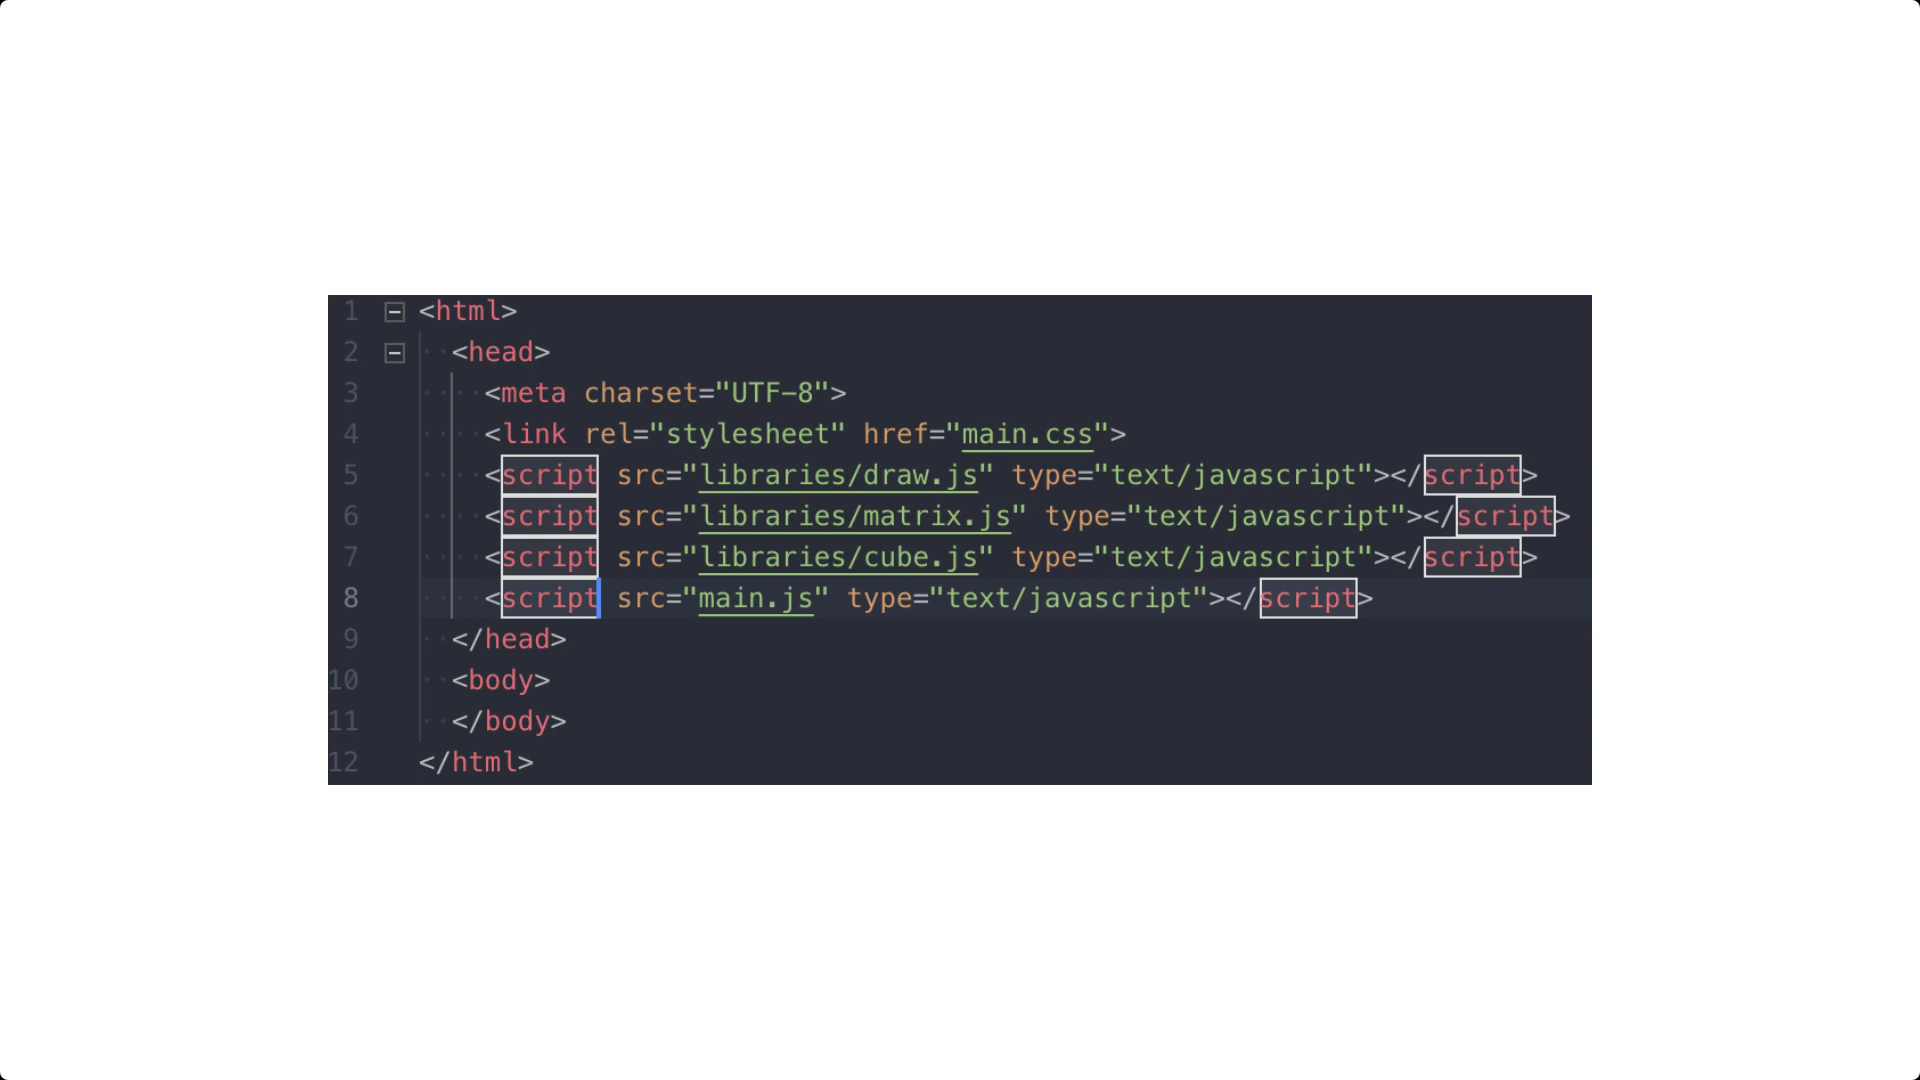 1 <html>
2 <head>
3 <meta charset="UTF-8">
4 <link rel="stylesheet" href="main.css">
5 <script src="libraries/draw.js" type="text/javascript"></script>
6 <script src="libraries/matrix.js" type="text/javascript"></script>
7 <script src="libraries/cube.js" type="text/javascript"></script>
8 <script src="main.js" type="text/javascript"></script>
9 </head>
10 <body>
11 </body>
12 </html>